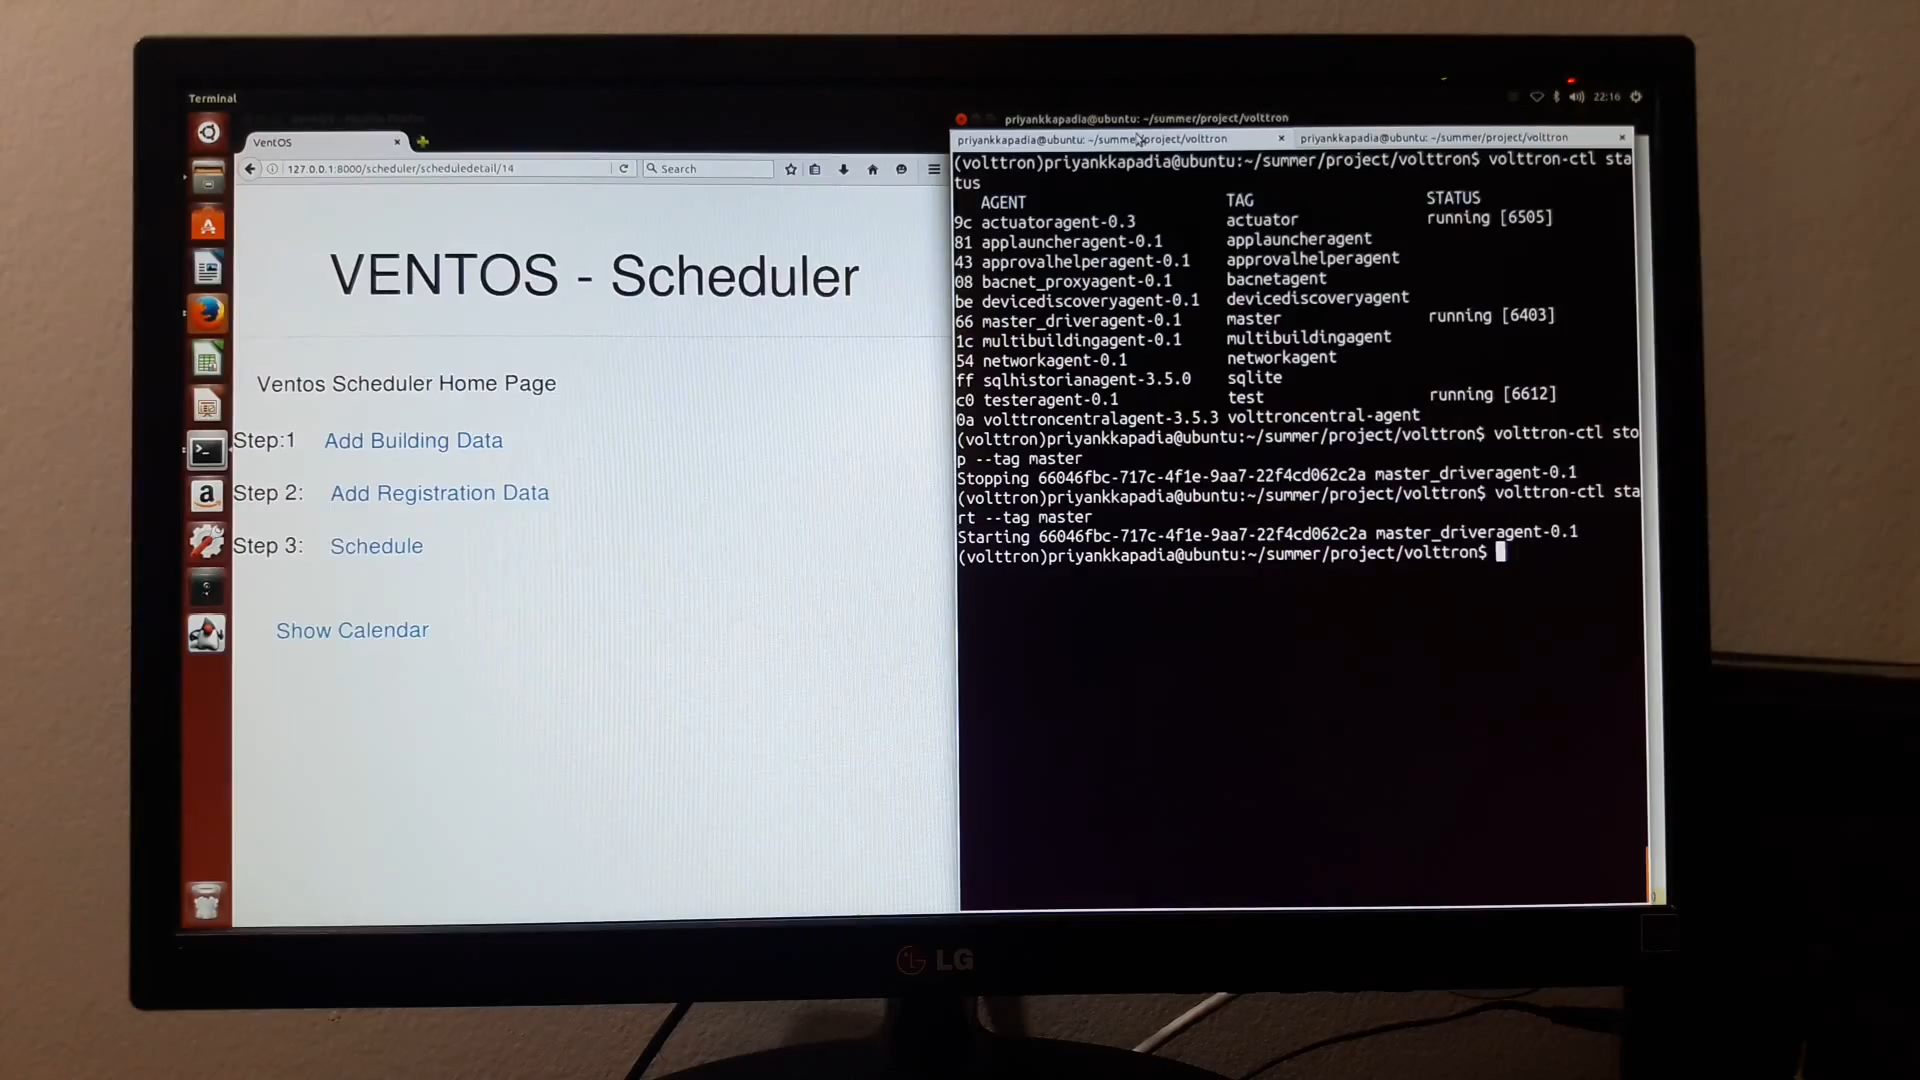 Terminal
22:16
VentOS
127.0.0.1:8000/scheduler/scheduledetail/14
Search
VENTOS - Scheduler
Ventos Scheduler Home Page
Step:1 Add Building Data
Step 2: Add Registration Data
Step 3: Schedule
Show Calendar
priyankkapadia@ubuntu: ~/summer/project/volttron
priyankkapadia@ubuntu: ~/summer/project/volttron
priyankkapadia@ubuntu: ~/summer/project/volttron
(volttron)priyankkapadia@ubuntu:~/summer/project/volttron$ volttron-ctl sta
tus
AGENT TAG STATUS
9c actuatoragent-0.3 actuator running [6505]
81 applauncheragent-0.1 applauncheragent
43 approvalhelperagent-0.1 approvalhelperagent
08 bacnet_proxyagent-0.1 bacnetagent
be devicediscoveryagent-0.1 devicediscoveryagent
66 master_driveragent-0.1 master running [6403]
1c multibuildingagent-0.1 multibuildingagent
54 networkagent-0.1 networkagent
ff sqlhistorianagent-3.5.0 sqlite
c0 testeragent-0.1 test running [6612]
0a volttroncentralagent-3.5.3 volttroncentral-agent
(volttron)priyankkapadia@ubuntu:~/summer/project/volttron$ volttron-ctl sto
p --tag master
Stopping 66046fbc-717c-4f1e-9aa7-22f4cd062c2a master_driveragent-0.1
(volttron)priyankkapadia@ubuntu:~/summer/project/volttron$ volttron-ctl sta
rt --tag master
Starting 66046fbc-717c-4f1e-9aa7-22f4cd062c2a master_driveragent-0.1
(volttron)priyankkapadia@ubuntu:~/summer/project/volttron$
LG